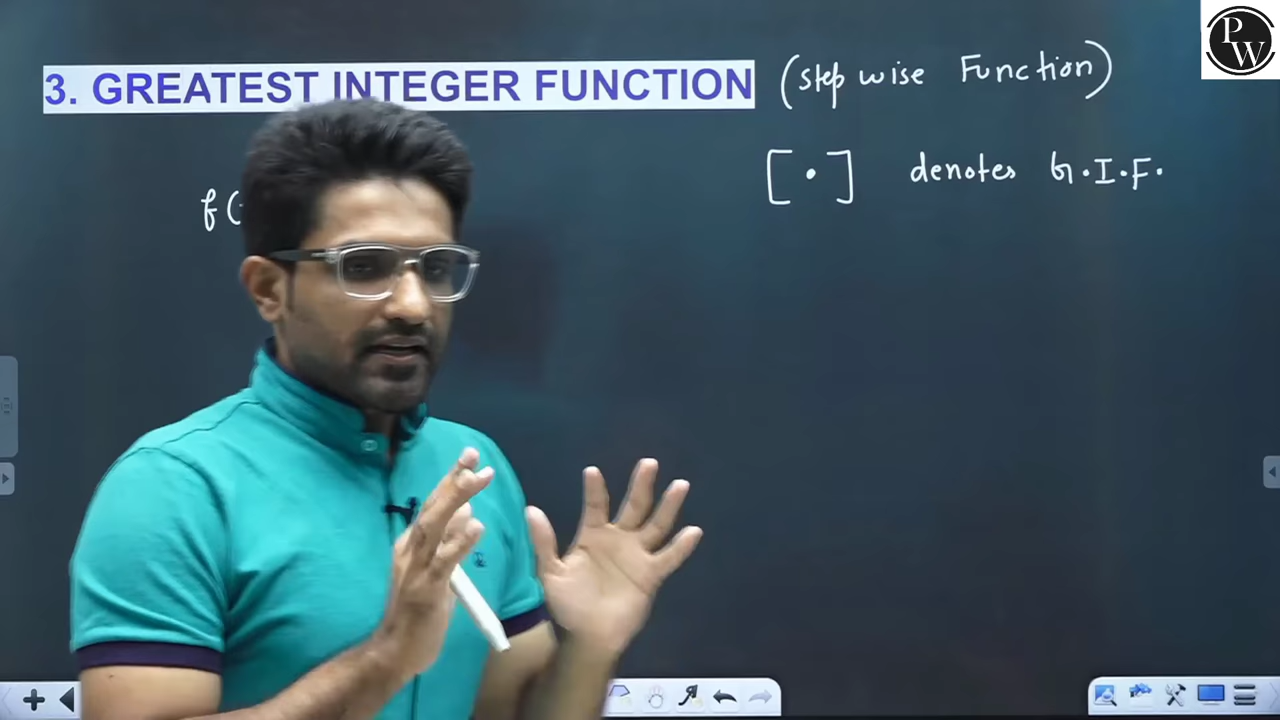 PW
3. GREATEST INTEGER FUNCTION (step wise Function)
[ • ] denotes G.I.F.
f(